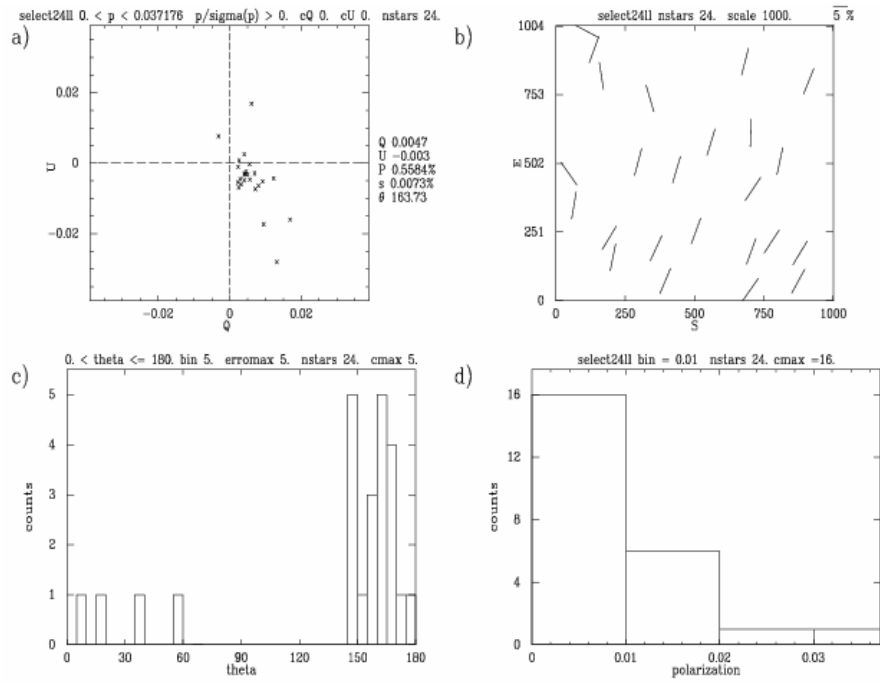 select24ll 0. < p < 0.037176 p/sigma(p) > 0. cQ 0. cU 0. nstars 24.
a)
0.02
0
−0.02
U
−0.02
0
0.02
Q
Q 0.0047
U −0.003
P 0.5584%
s 0.0073%
θ 163.73
select24ll nstars 24. scale 1000.
5 %
b)
1004
753
502
251
0
E
0
250
500
750
1000
S
0. < theta <= 180. bin 5. erromax 5. nstars 24. cmax 5.
c)
5
4
3
2
1
0
counts
0
30
60
90
120
150
180
theta
select24ll bin = 0.01 nstars 24. cmax =16.
d)
16
12
8
4
0
counts
0
0.01
0.02
0.03
polarization